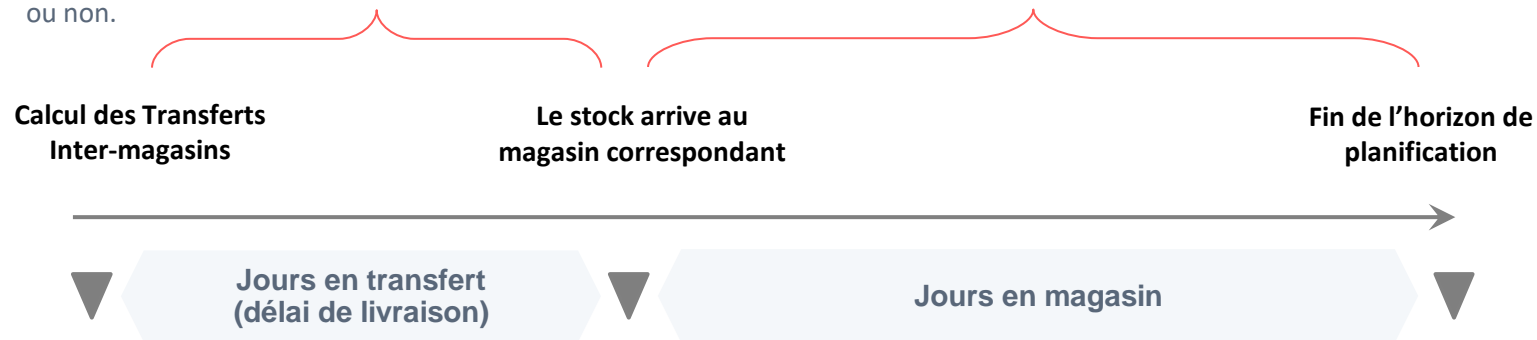 ou non.
Calcul des Transferts
Inter-magasins
Le stock arrive au
magasin correspondant
Fin de l’horizon de
planification
Jours en transfert
(délai de livraison)
Jours en magasin